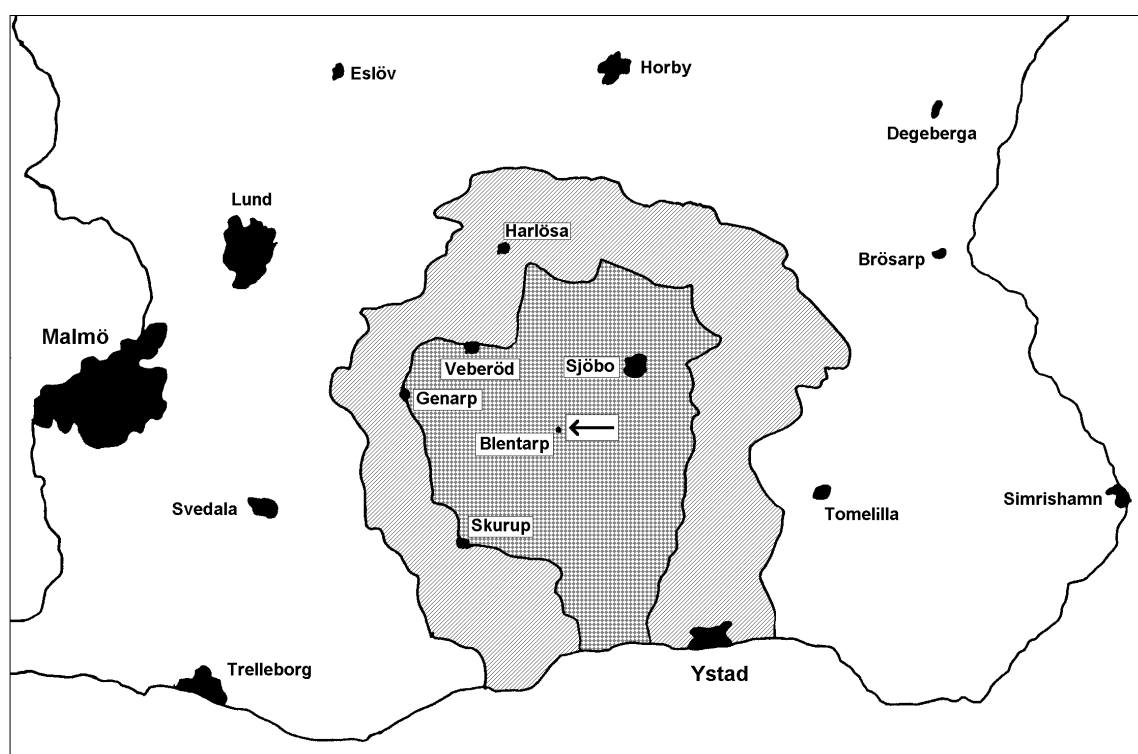 Eslöv
Horby
Degeberga
Lund
Harlösa
Brösarp
Malmö
Veberöd
Sjöbo
Genarp
Blentarp
Svedala
Skurup
Tomelilla
Simrishamn
Trelleborg
Ystad